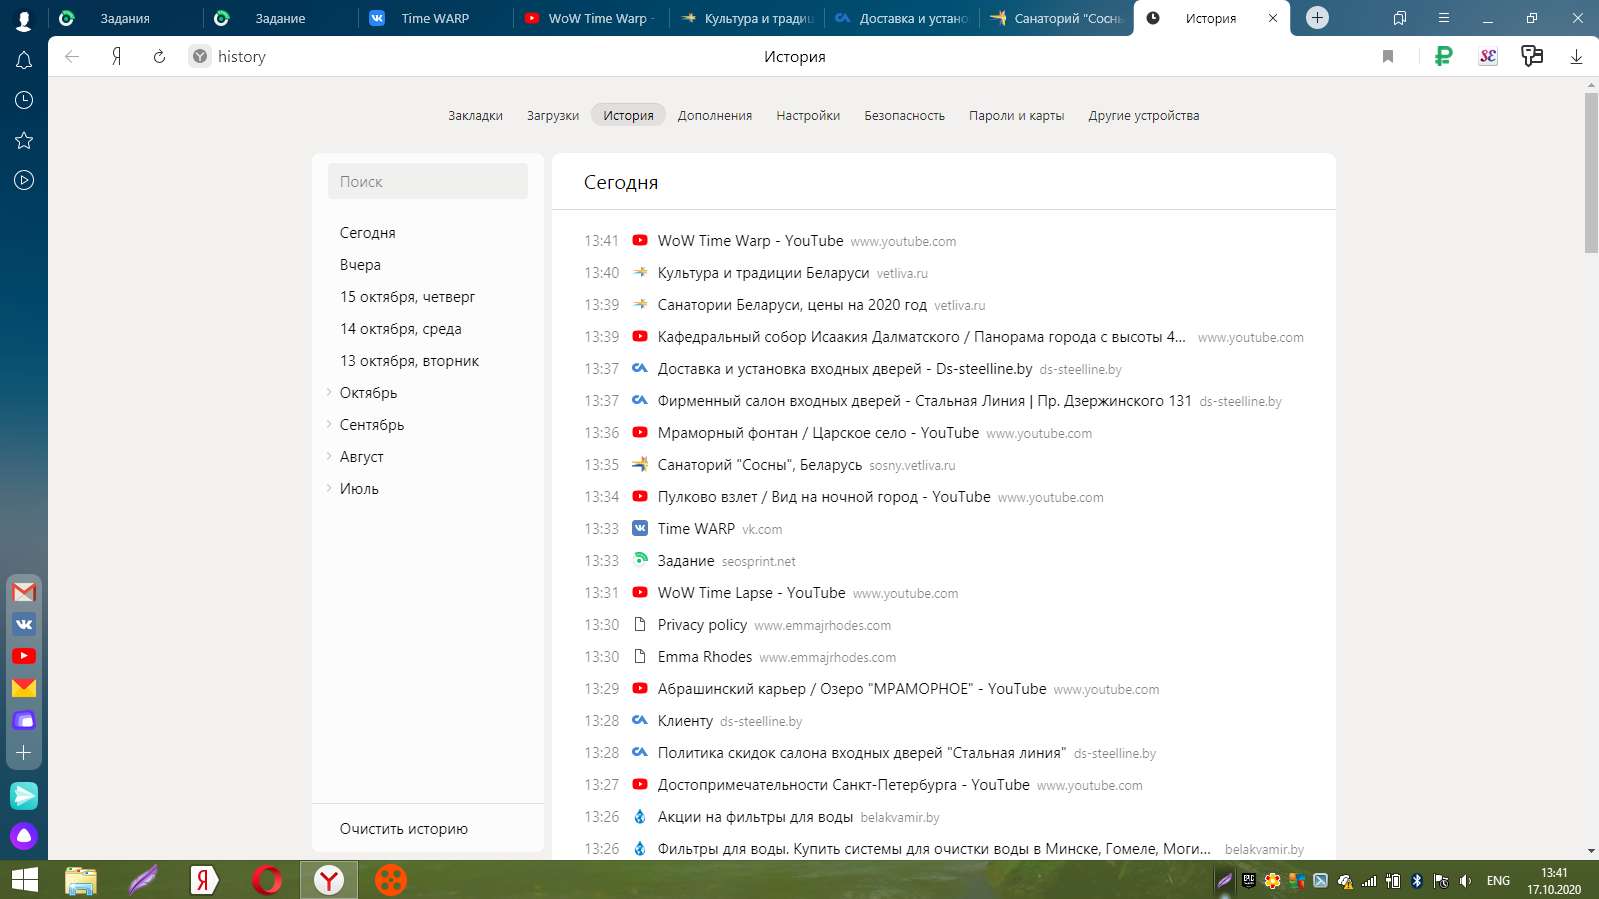 Задания
Задание
Time WARP
WoW Time Warp -
Культура и традиц
Доставка и устано
Санаторий "Сосны
История
history
История
Закладки
Загрузки
История
Дополнения
Настройки
Безопасность
Пароли и карты
Другие устройства
Поиск
Сегодня
Вчера
15 октября, четверг
14 октября, среда
13 октября, вторник
Октябрь
Сентябрь
Август
Июль
Очистить историю
Сегодня
13:41 WoW Time Warp - YouTube www.youtube.com
13:40 Культура и традиции Беларуси vetliva.ru
13:39 Санатории Беларуси, цены на 2020 год vetliva.ru
13:39 Кафедральный собор Исаакия Далматского / Панорама города с высоты 4... www.youtube.com
13:37 Доставка и установка входных дверей - Ds-steelline.by ds-steelline.by
13:37 Фирменный салон входных дверей - Стальная Линия | Пр. Дзержинского 131 ds-steelline.by
13:36 Мраморный фонтан / Царское село - YouTube www.youtube.com
13:35 Санаторий "Сосны", Беларусь sosny.vetliva.ru
13:34 Пулково взлет / Вид на ночной город - YouTube www.youtube.com
13:33 Time WARP vk.com
13:33 Задание seosprint.net
13:31 WoW Time Lapse - YouTube www.youtube.com
13:30 Privacy policy www.emmajrhodes.com
13:30 Emma Rhodes www.emmajrhodes.com
13:29 Абрашинский карьер / Озеро "МРАМОРНОЕ" - YouTube www.youtube.com
13:28 Клиенту ds-steelline.by
13:28 Политика скидок салона входных дверей "Стальная линия" ds-steelline.by
13:27 Достопримечательности Санкт-Петербурга - YouTube www.youtube.com
13:26 Акции на фильтры для воды belakvamir.by
13:26 Фильтры для воды. Купить системы для очистки воды в Минске, Гомеле, Моги... belakvamir.by
ENG
13:41
17.10.2020